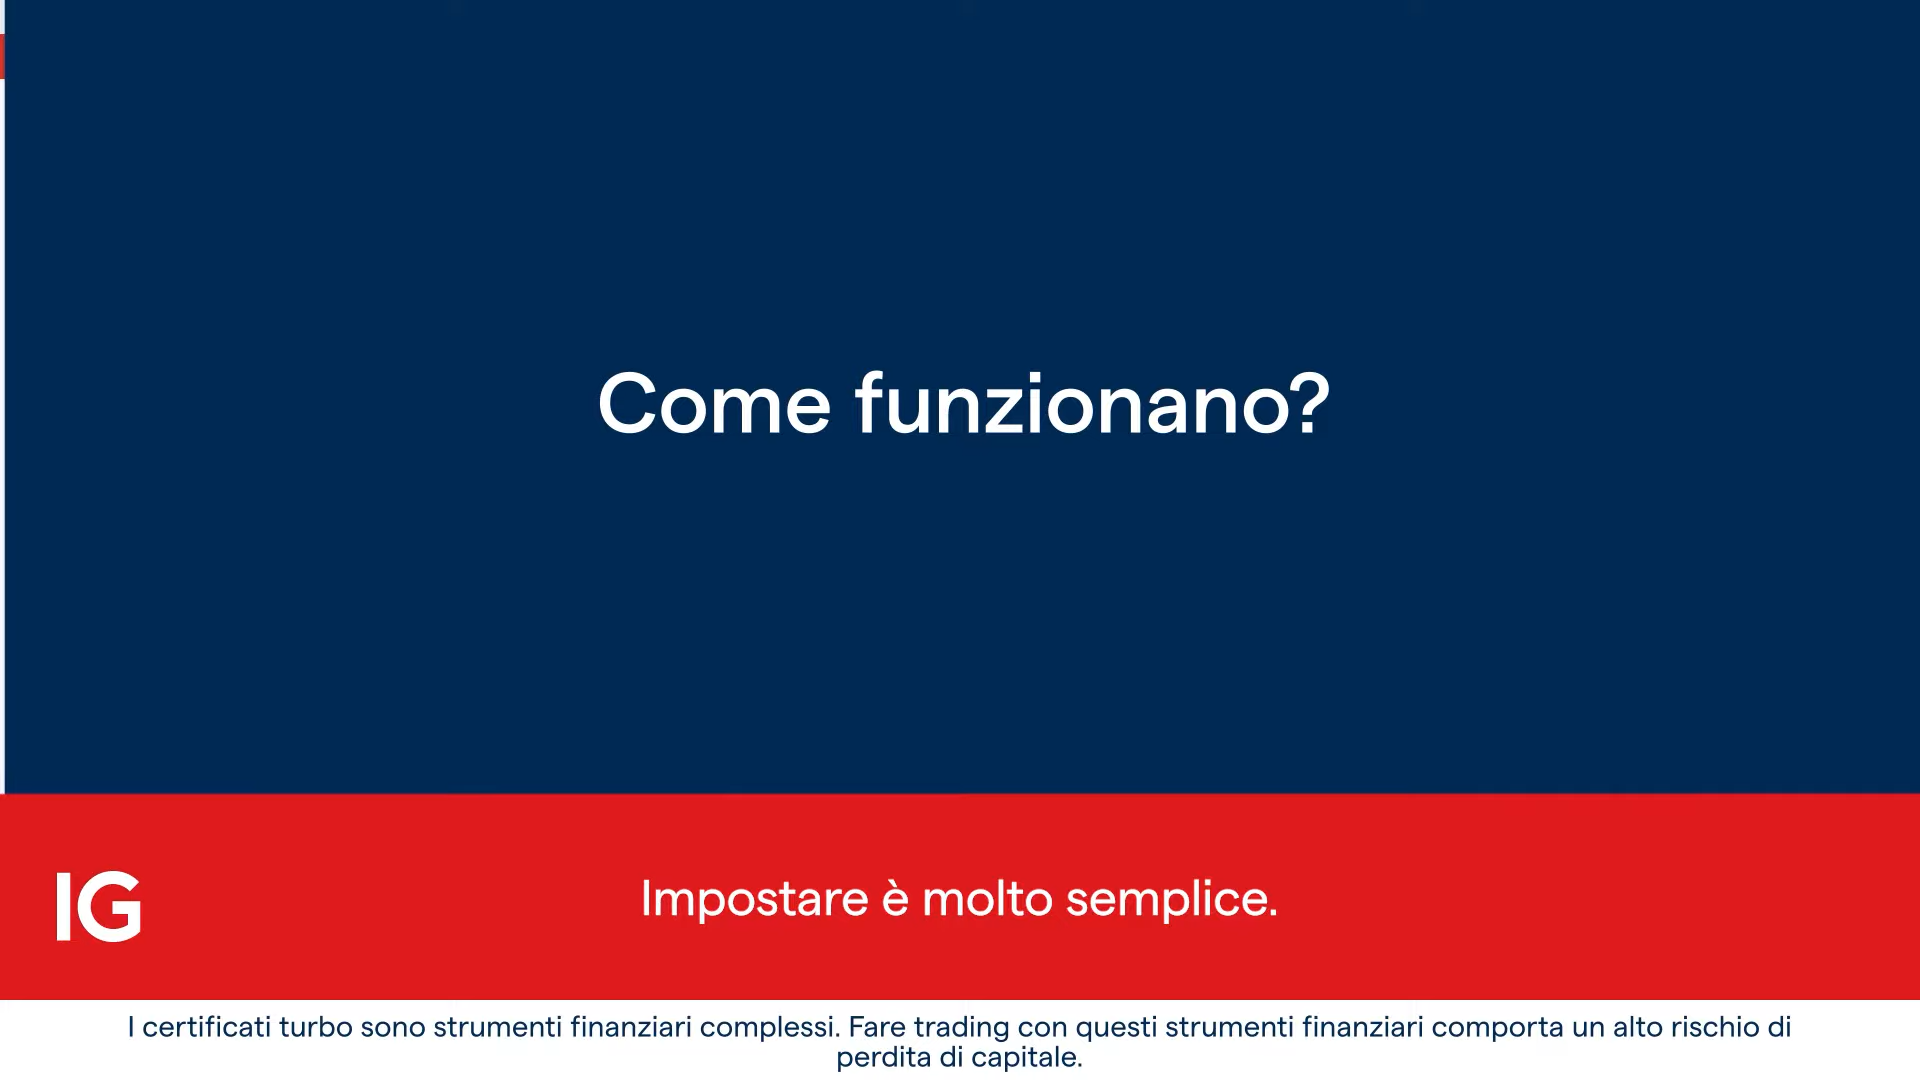 Come funzionano?
IG
Impostare è molto semplice.
I certificati turbo sono strumenti finanziari complessi. Fare trading con questi strumenti finanziari comporta un alto rischio di
perdita di capitale.